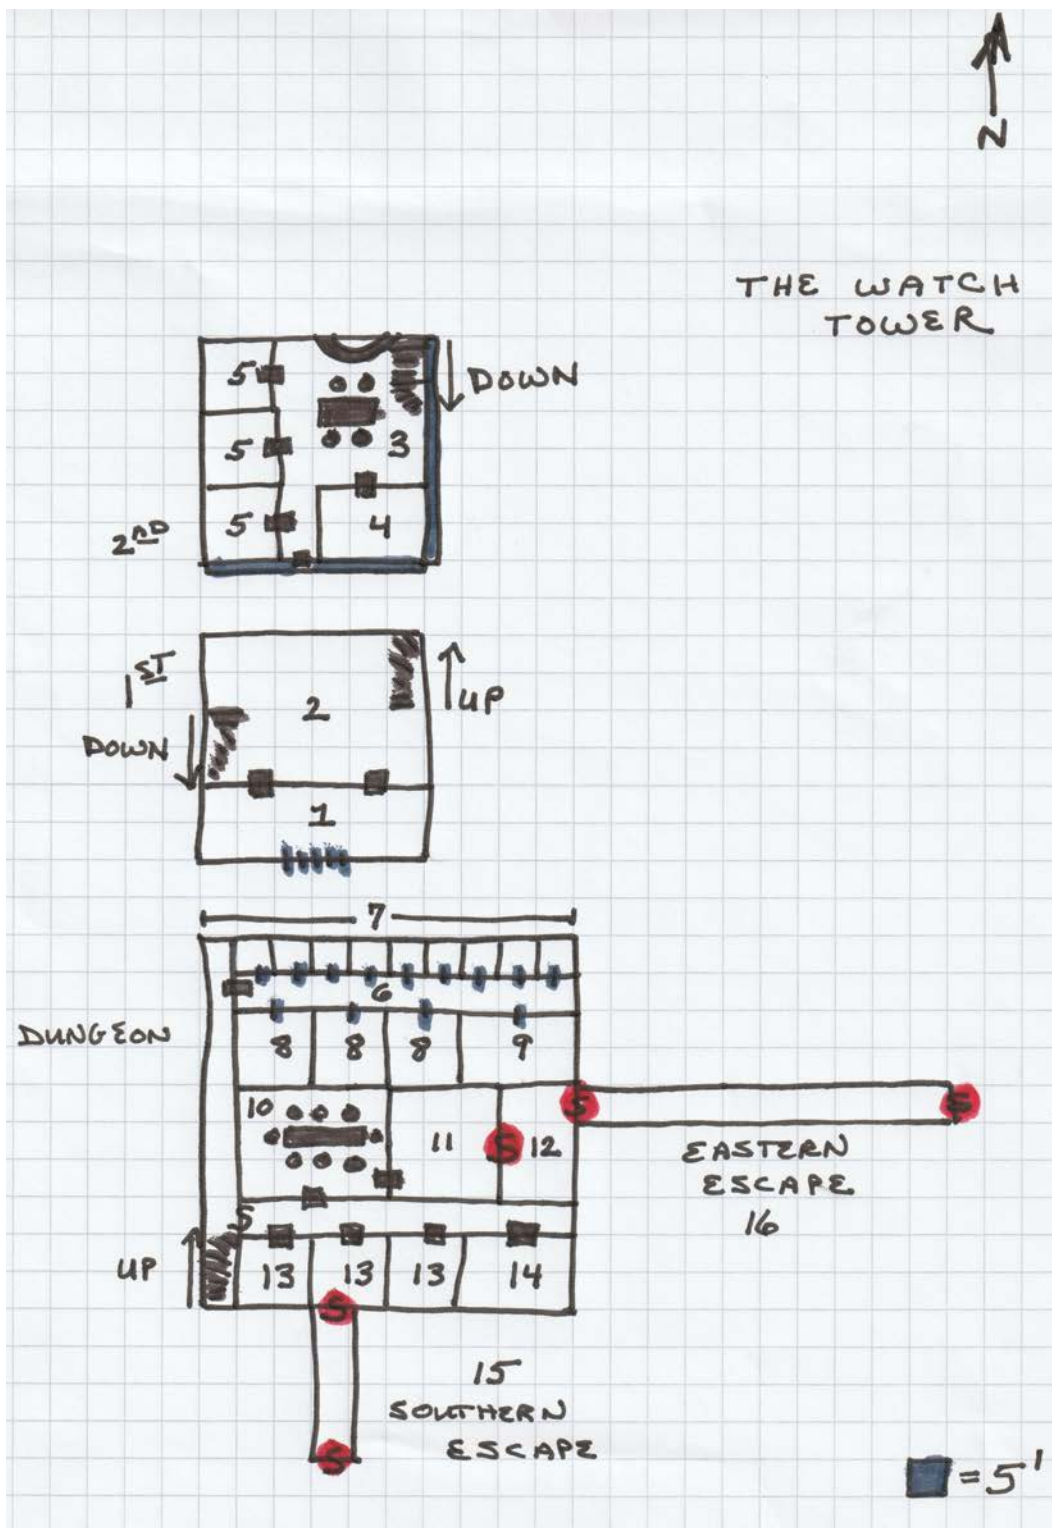 N
THE WATCH
TOWER
DOWN
5
3
5
5
4
2ND
1ST
UP
2
DOWN
1
7
6
DUNGEON
8 8 8 9
10
S
S
11
S
12
EASTERN
ESCAPE
16
S
UP
13 13 13 14
S
15
SOUTHERN
ESCAPE
S
= 5'